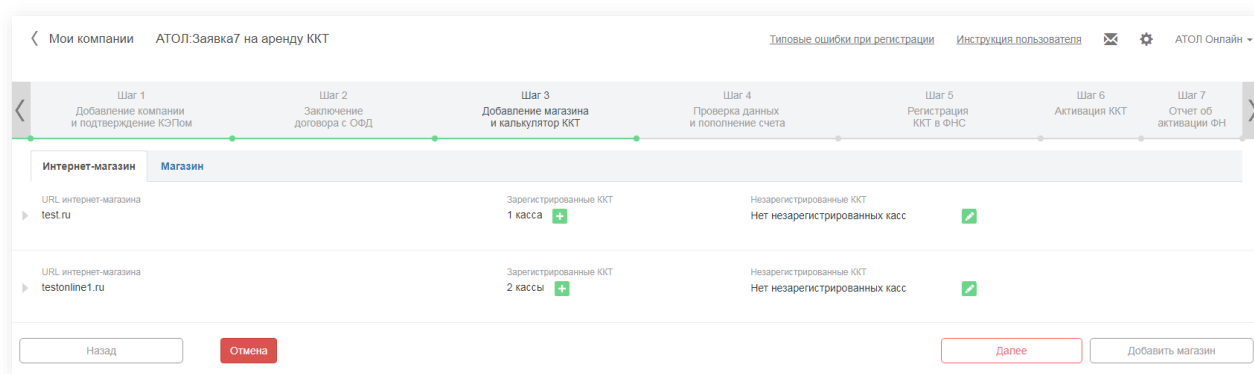 Мои компании АТОЛ:Заявка7 на аренду ККТ Типовые ошибки при регистрации Инструкция пользователя АТОЛ Онлайн
Шаг 1 Шаг 2 Шаг 3 Шаг 4 Шаг 5 Шаг 6 Шаг 7
Добавление компании Заключение Добавление магазина Проверка данных Регистрация Активация ККТ Отчет об
и подтверждение КЭПом договора с ОФД и калькулятор ККТ и пополнение счета ККТ в ФНС активации ФН
Интернет-магазин Магазин
URL интернет-магазина Зарегистрированные ККТ Незарегистрированные ККТ
test.ru 1 касса Нет незарегистрированных касс
URL интернет-магазина Зарегистрированные ККТ Незарегистрированные ККТ
testonline1.ru 2 кассы Нет незарегистрированных касс
Назад Отмена Далее Добавить магазин